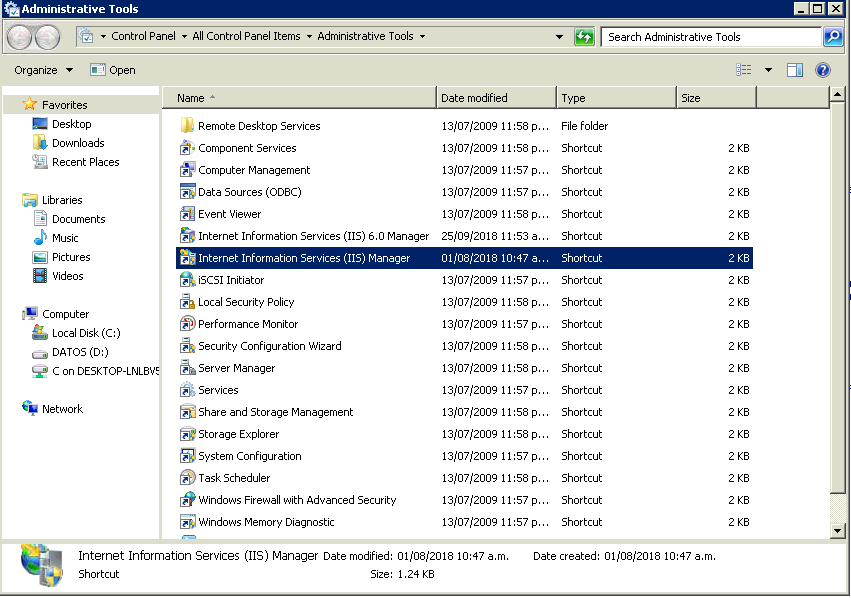 Administrative Tools
Control Panel All Control Panel Items Administrative Tools Search Administrative Tools
Organize Open
Name Date modified Type Size
Favorites
Desktop
Downloads
Recent Places
Libraries
Documents
Music
Pictures
Videos
Computer
Local Disk (C:)
DATOS (D:)
C on DESKTOP-LNLBV5
Network
Remote Desktop Services 13/07/2009 11:58 p... File folder
Component Services 13/07/2009 11:58 p... Shortcut 2 KB
Computer Management 13/07/2009 11:57 p... Shortcut 2 KB
Data Sources (ODBC) 13/07/2009 11:57 p... Shortcut 2 KB
Event Viewer 13/07/2009 11:58 p... Shortcut 2 KB
Internet Information Services (IIS) 6.0 Manager 25/09/2018 11:53 a... Shortcut 2 KB
Internet Information Services (IIS) Manager 01/08/2018 10:47 a... Shortcut 2 KB
iSCSI Initiator 13/07/2009 11:57 p... Shortcut 2 KB
Local Security Policy 13/07/2009 11:58 p... Shortcut 2 KB
Performance Monitor 13/07/2009 11:57 p... Shortcut 2 KB
Security Configuration Wizard 13/07/2009 11:58 p... Shortcut 2 KB
Server Manager 13/07/2009 11:58 p... Shortcut 2 KB
Services 13/07/2009 11:57 p... Shortcut 2 KB
Share and Storage Management 13/07/2009 11:58 p... Shortcut 2 KB
Storage Explorer 13/07/2009 11:58 p... Shortcut 2 KB
System Configuration 13/07/2009 11:57 p... Shortcut 2 KB
Task Scheduler 13/07/2009 11:58 p... Shortcut 2 KB
Windows Firewall with Advanced Security 13/07/2009 11:57 p... Shortcut 2 KB
Windows Memory Diagnostic 13/07/2009 11:57 p... Shortcut 2 KB
Internet Information Services (IIS) Manager Date modified: 01/08/2018 10:47 a.m. Date created: 01/08/2018 10:47 a.m.
Shortcut Size: 1.24 KB